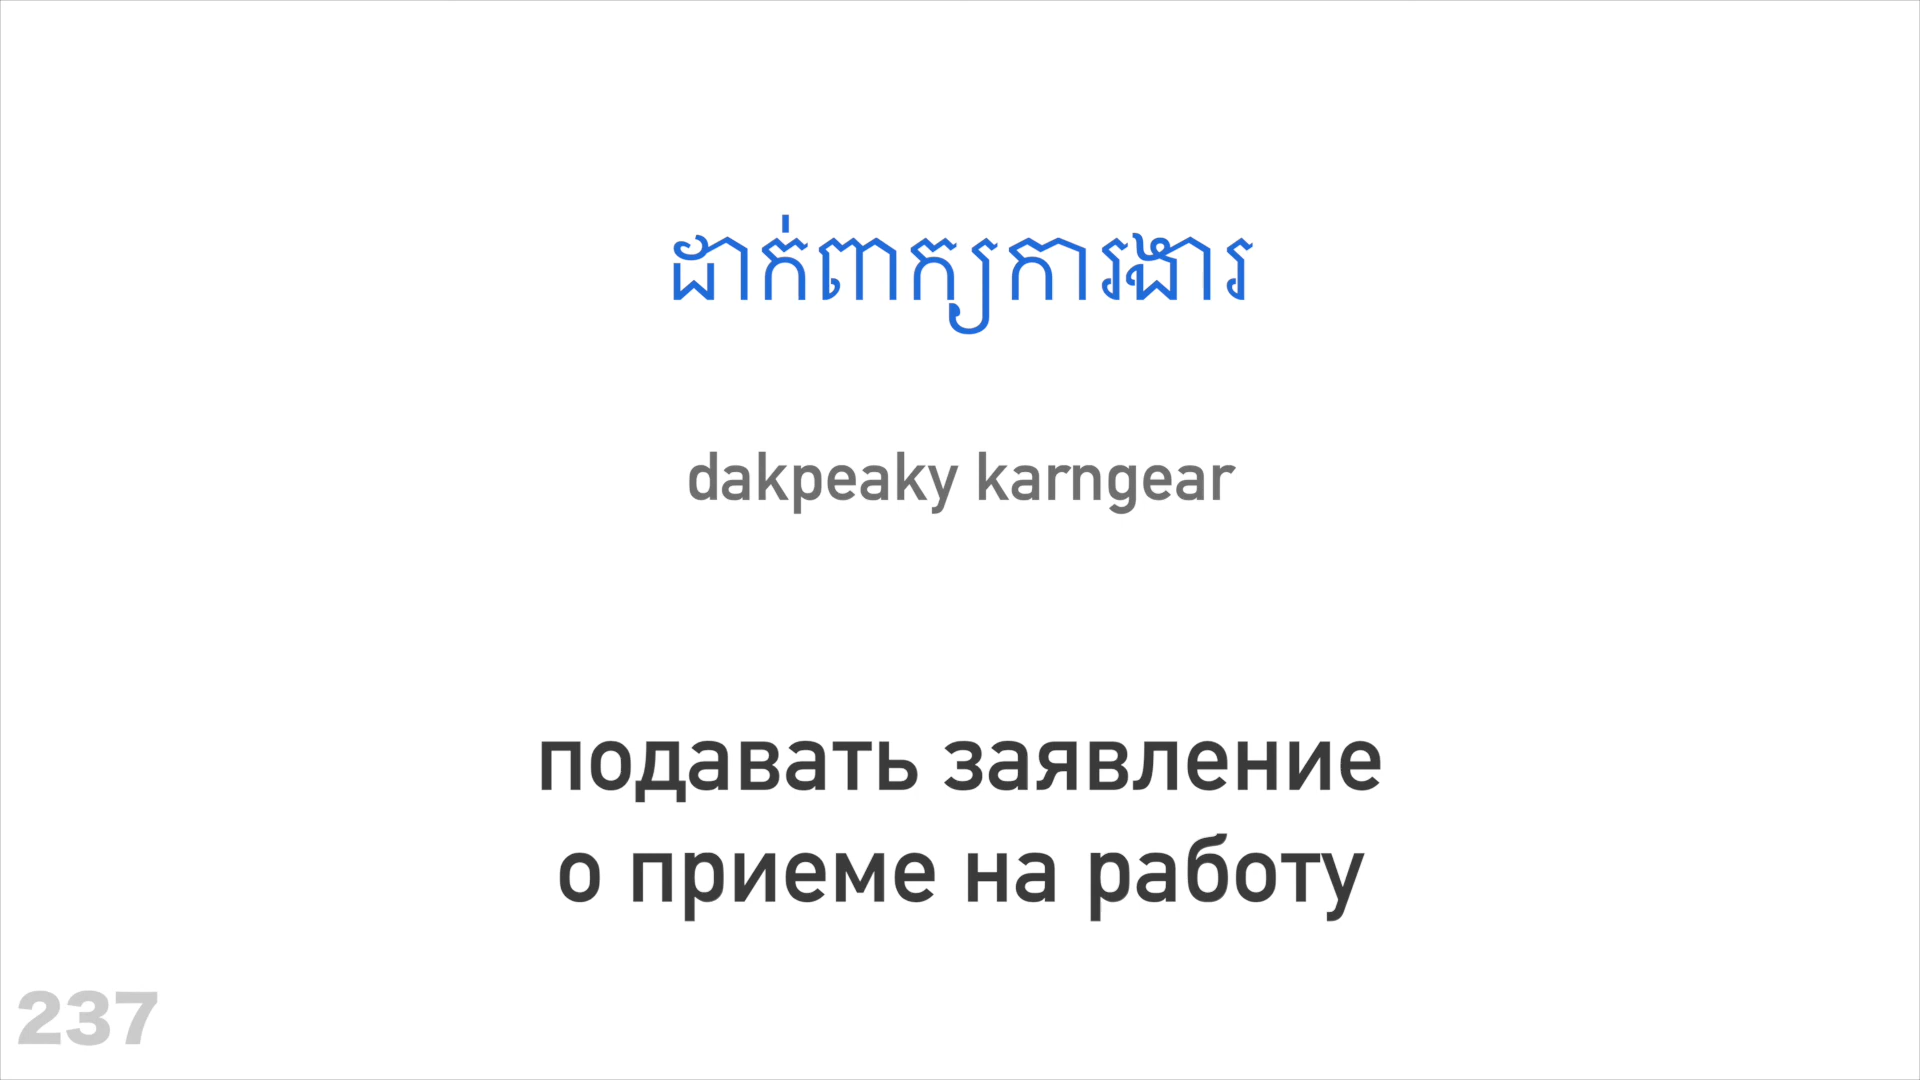 ដាក់ពាក្យការងារ
dakpeaky karngear
подавать заявление
о приеме на работу
237